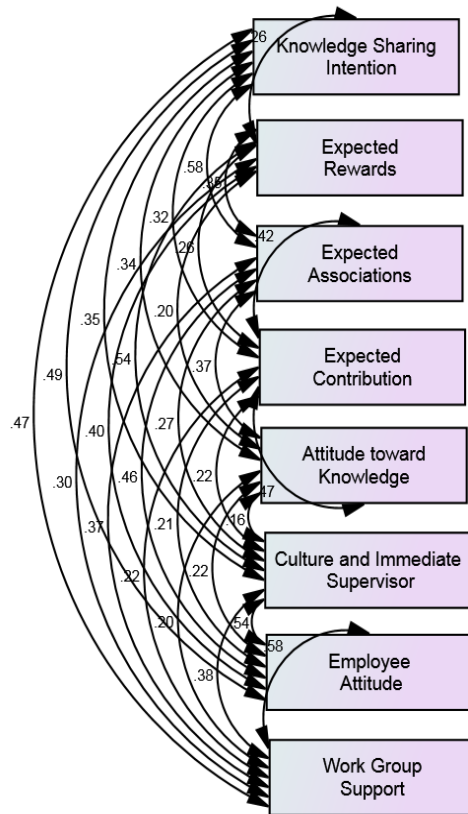 .26
Knowledge Sharing
Intention
Expected
Rewards
.58
.35
.32
.26
.42
Expected
Associations
.34
.20
.35
.54
.37
Expected
Contribution
.49
.47
.40
.27
Attitude toward
Knowledge
.30
.46
.22
.47
.37
.21
.16
Culture and Immediate
Supervisor
.22
.22
.20
.54
.58
Employee
Attitude
.38
Work Group
Support